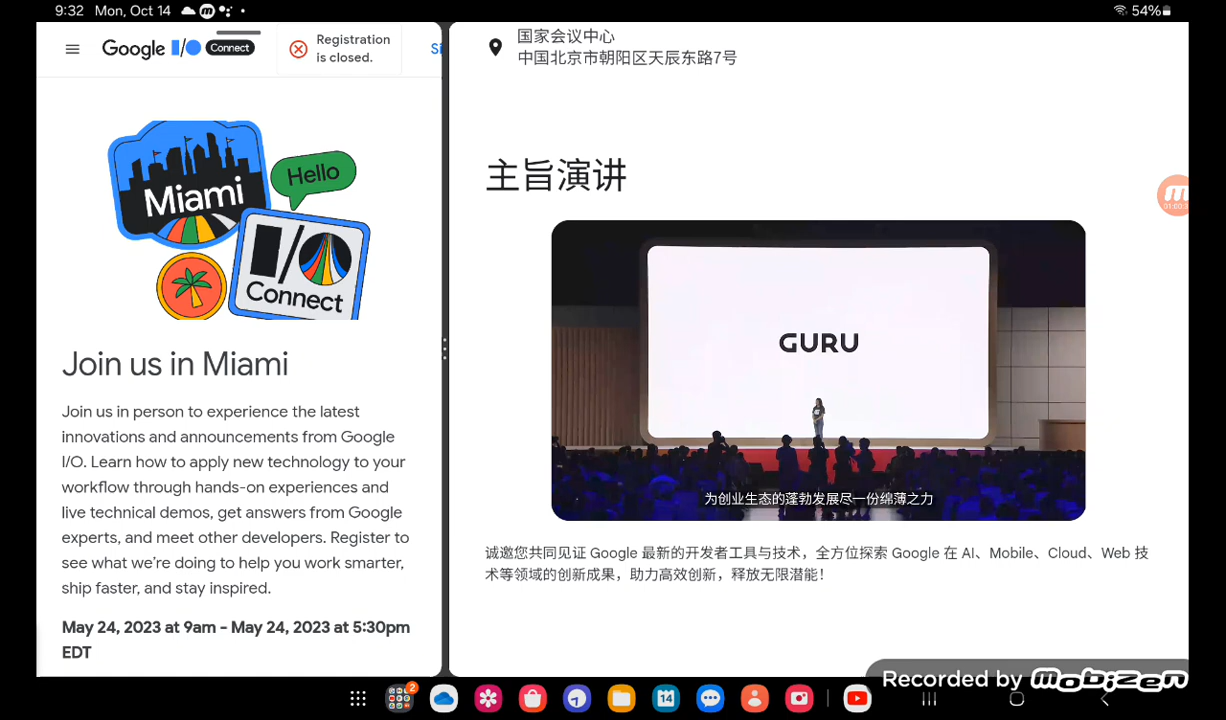 9:32 Mon, Oct 14
54%
Google I/O Connect
Registration
is closed.
Si
Miami
Hello
I/O
Connect
Join us in Miami
Join us in person to experience the latest
innovations and announcements from Google
I/O. Learn how to apply new technology to your
workflow through hands-on experiences and
live technical demos, get answers from Google
experts, and meet other developers. Register to
see what we're doing to help you work smarter,
ship faster, and stay inspired.
May 24, 2023 at 9am - May 24, 2023 at 5:30pm
EDT
国家会议中心
中国北京市朝阳区天辰东路7号
主旨演讲
GURU
为创业生态的蓬勃发展尽一份绵薄之力
诚邀您共同见证 Google 最新的开发者工具与技术，全方位探索 Google 在 AI、Mobile、Cloud、Web 技
术等领域的创新成果，助力高效创新，释放无限潜能！
2
14
Recorded by mobizen